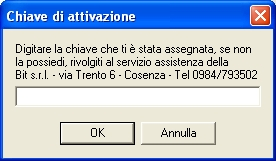 Chiave di attivazione
Digitare la chiave che ti è stata assegnata, se non
la possiedi, rivolgiti al servizio assistenza della
Bit s.r.l. - via Trento 6 - Cosenza - Tel 0984/793502
OK
Annulla